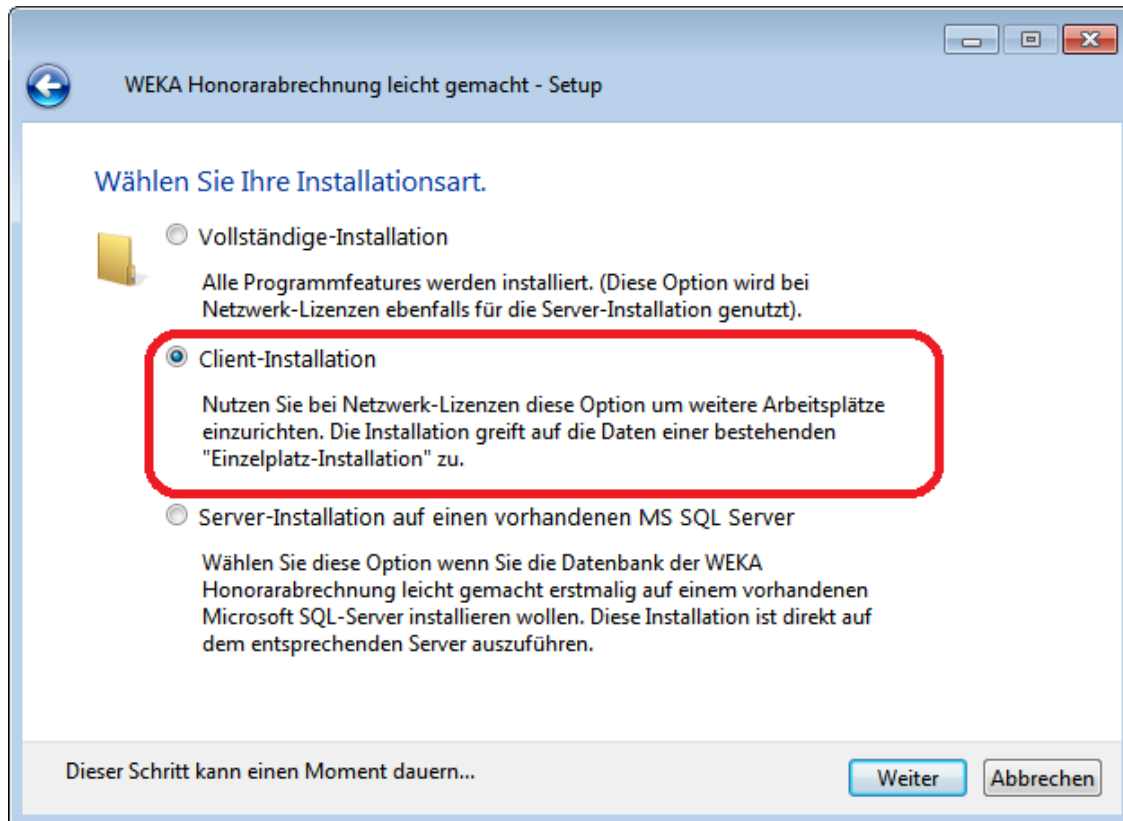 WEKA Honorarabrechnung leicht gemacht - Setup
Wählen Sie Ihre Installationsart.
Vollständige-Installation
Alle Programmfeatures werden installiert. (Diese Option wird bei
Netzwerk-Lizenzen ebenfalls für die Server-Installation genutzt).
Client-Installation
Nutzen Sie bei Netzwerk-Lizenzen diese Option um weitere Arbeitsplätze
einzurichten. Die Installation greift auf die Daten einer bestehenden
"Einzelplatz-Installation" zu.
Server-Installation auf einen vorhandenen MS SQL Server
Wählen Sie diese Option wenn Sie die Datenbank der WEKA
Honorarabrechnung leicht gemacht erstmalig auf einem vorhandenen
Microsoft SQL-Server installieren wollen. Diese Installation ist direkt auf
dem entsprechenden Server auszuführen.
Dieser Schritt kann einen Moment dauern...
Weiter
Abbrechen